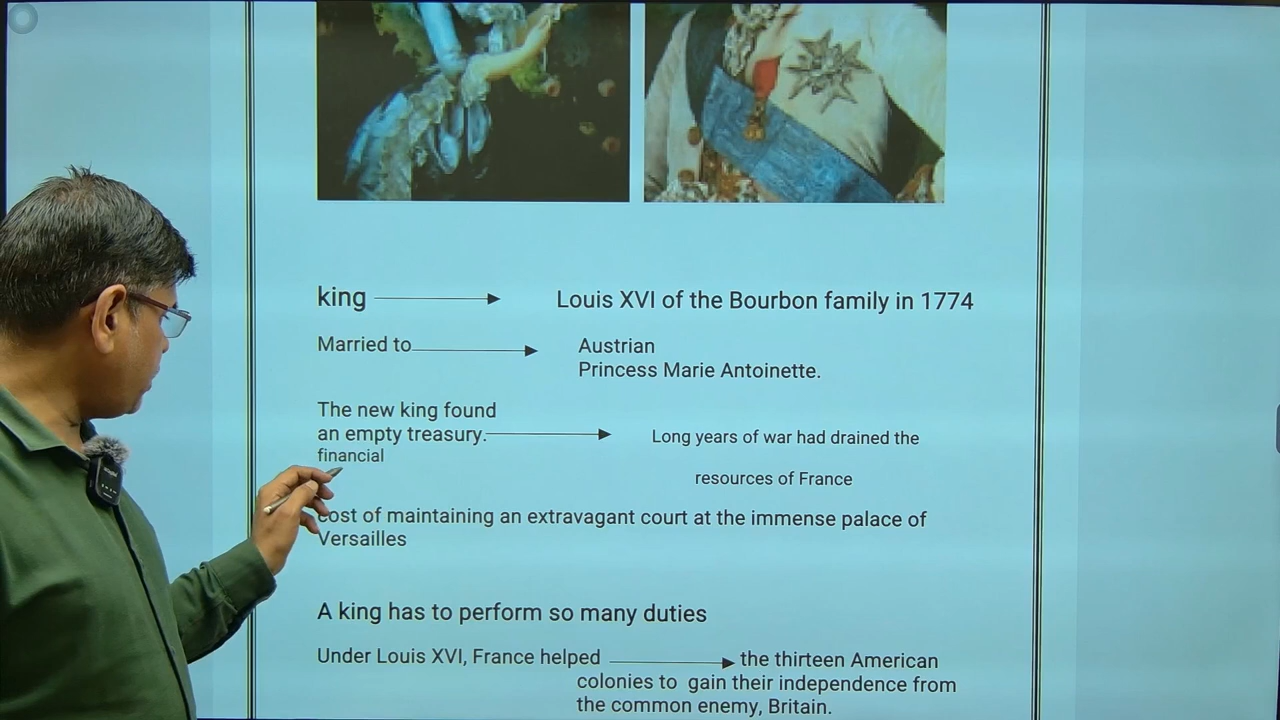 king Louis XVI of the Bourbon family in 1774
Married to Austrian
Princess Marie Antoinette.
The new king found
an empty treasury. Long years of war had drained the
financial
resources of France
cost of maintaining an extravagant court at the immense palace of
Versailles
A king has to perform so many duties
Under Louis XVI, France helped the thirteen American
colonies to gain their independence from
the common enemy, Britain.